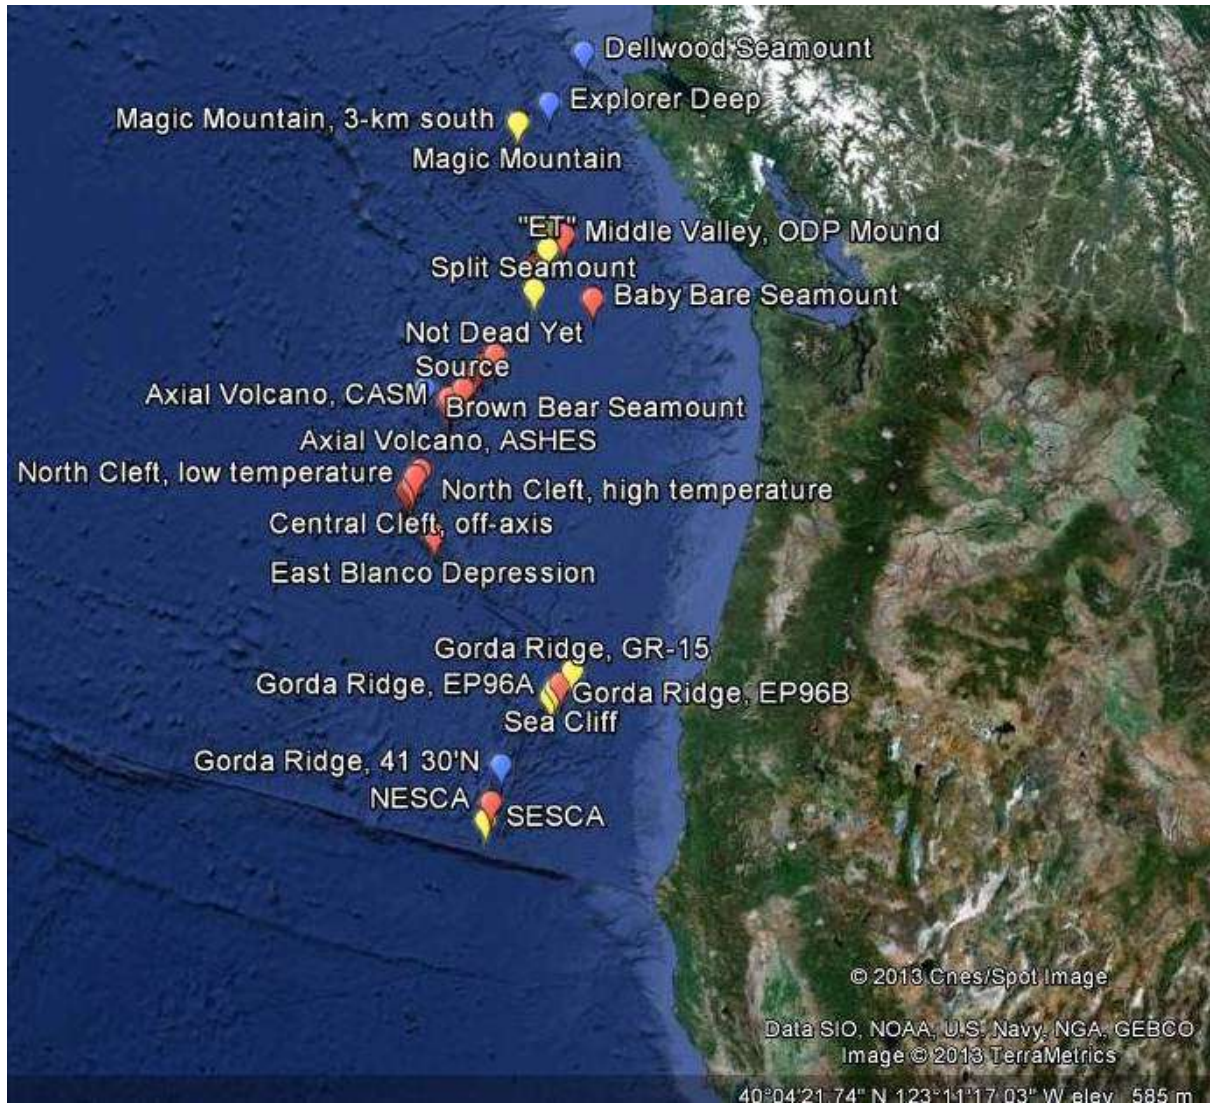 Dellwood Seamount
Explorer Deep
Magic Mountain, 3-km south
Magic Mountain
"ET"
Middle Valley, ODP Mound
Split Seamount
Baby Bare Seamount
Not Dead Yet
Source
Axial Volcano, CASM
Brown Bear Seamount
Axial Volcano, ASHES
North Cleft, low temperature
North Cleft, high temperature
Central Cleft, off-axis
East Blanco Depression
Gorda Ridge, GR-15
Gorda Ridge, EP96A
Gorda Ridge, EP96B
Sea Cliff
Gorda Ridge, 41 30'N
NESCA
SESCA
© 2013 Cnes/Spot Image
Data SIO, NOAA, U.S. Navy, NGA, GEBCO
Image © 2013 TerraMetrics
40°04'21.74" N 123°11'17.03" W elev 585 m